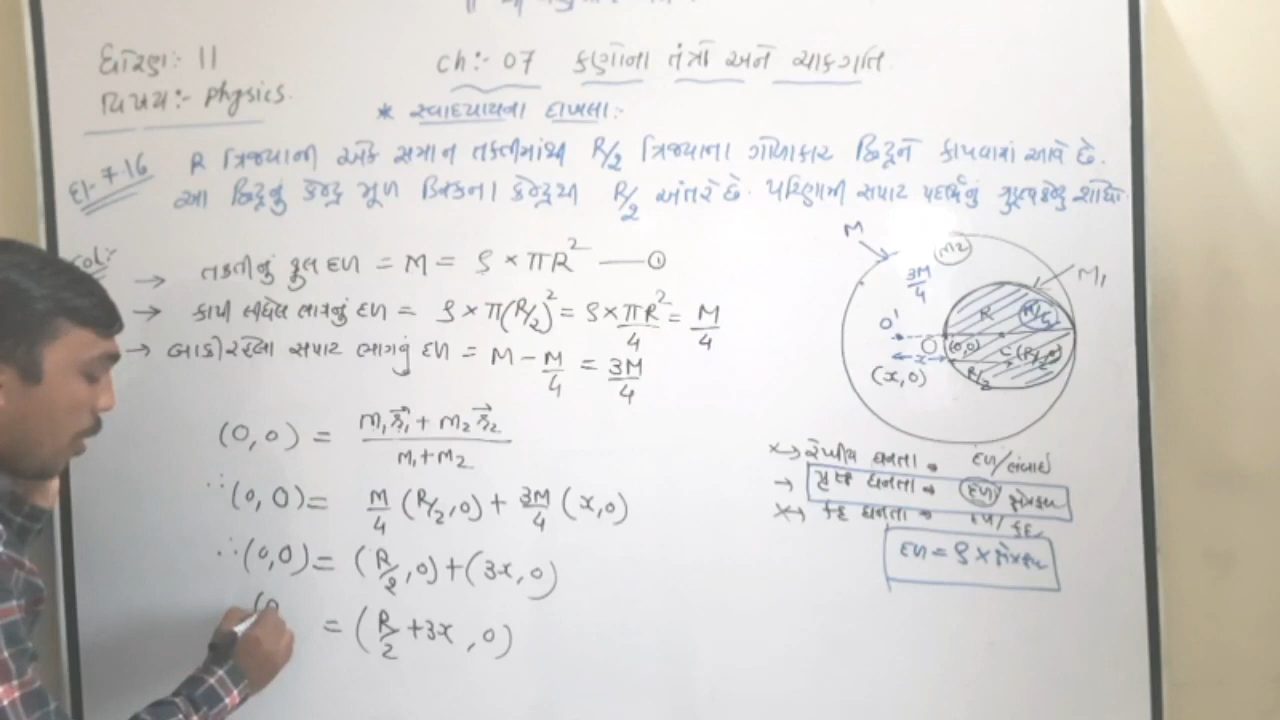 ધોરણ:- 11
ch:- 07 કણોના તંત્રો અને ચાકગતિ.
વિષય:- physics.
* સ્વાધ્યાયના દાખલા:-
દા-7.16 R ત્રિજ્યાની એક સમાન તકતીમાંથી R/2 ત્રિજ્યાના ગોળાકાર છિદ્રને કાપવામાં આવે છે.
આ છિદ્રનું કેન્દ્ર મૂળ ડિસ્કના કેન્દ્રથી R/2 અંતરે છે. પરિણામી સપાટ પદાર્થનું ગુરુત્વકેન્દ્ર શોધો
Sol:-
→ તકતીનું કુલ દળ = M = ρ × πR² —— ①
→ કાપી લીધેલ ભાગનું દળ = ρ × π(R/2)² = ρ × πR²/4 = M/4
→ બાકી રહેલા સપાટ ભાગનું દળ = M - M/4 = 3M/4
(0,0) = m₁r⃗₁ + m₂r⃗₂ / m₁+m₂
∴ (0,0) = M/4 (R/2,0) + 3M/4 (x,0)
∴ (0,0) = (R/2,0) + (3x,0)
(0 = (R/2 + 3x, 0)
M
m2
3M/4
M₁
R
O'
O
(0,0)
C(R/2,0)
x
(x,0)
R/2
×→ રેખીય ઘનતા = દળ/લંબાઈ
→ પૃષ્ઠ ઘનતા = દળ/ક્ષેત્રફળ
×→ કદ ઘનતા = દળ/કદ
દળ = ρ × ક્ષેત્રફળ